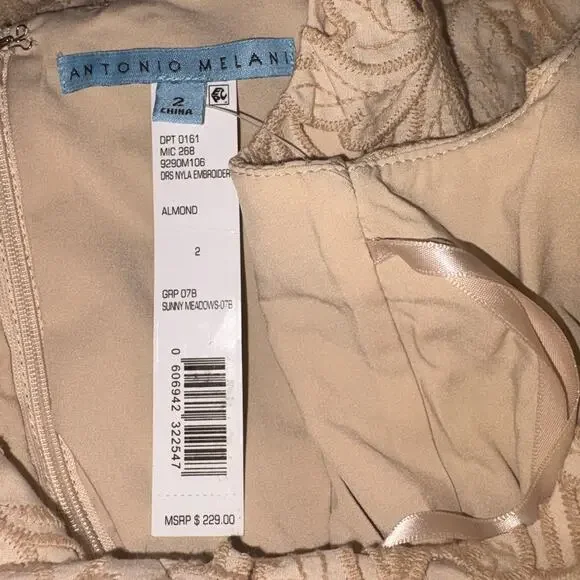 ANTONIO MELANI
2
CHINA
DPT 0161
MIC 268
9290M106
DRS NYLA EMBROIDER
ALMOND
2
GRP 07B
SUNNY MEADOWS-07B
0 606942 322547
MSRP $ 229.00